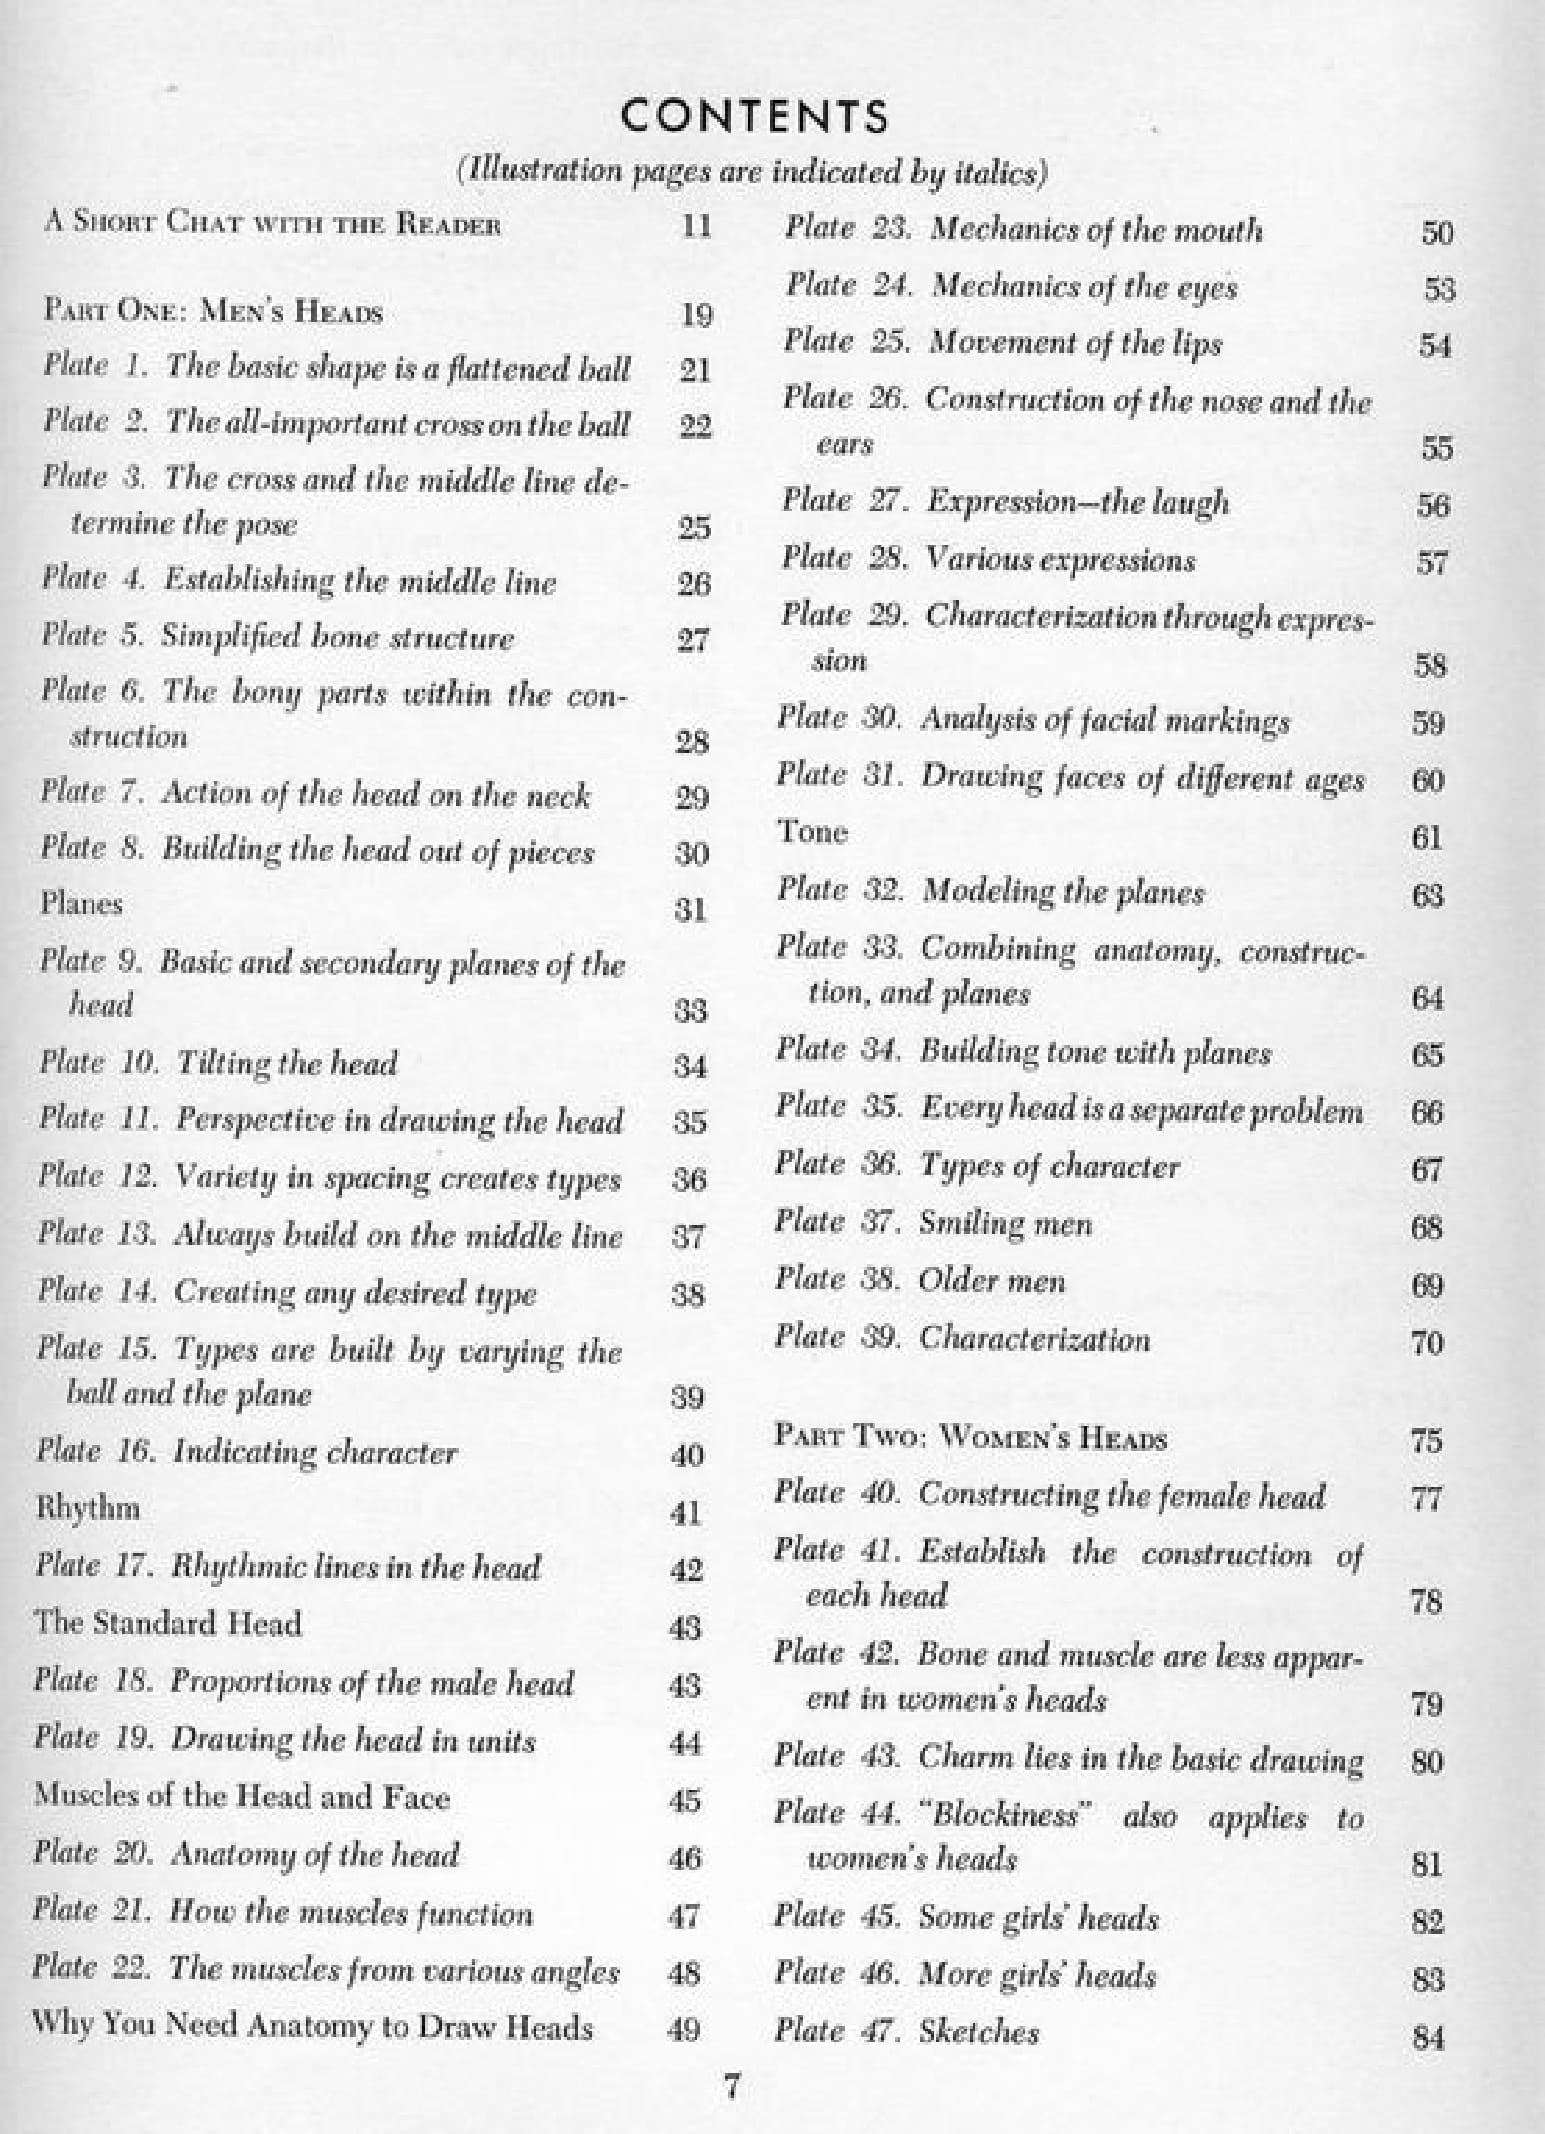 CONTENTS
(Illustration pages are indicated by italics)
A Short Chat with the Reader 11
Part One: Men's Heads 19
Plate 1. The basic shape is a flattened ball 21
Plate 2. The all-important cross on the ball 22
Plate 3. The cross and the middle line de-
termine the pose 25
Plate 4. Establishing the middle line 26
Plate 5. Simplified bone structure 27
Plate 6. The bony parts within the con-
struction 28
Plate 7. Action of the head on the neck 29
Plate 8. Building the head out of pieces 30
Planes 31
Plate 9. Basic and secondary planes of the
head 33
Plate 10. Tilting the head 34
Plate 11. Perspective in drawing the head 35
Plate 12. Variety in spacing creates types 36
Plate 13. Always build on the middle line 37
Plate 14. Creating any desired type 38
Plate 15. Types are built by varying the
ball and the plane 39
Plate 16. Indicating character 40
Rhythm 41
Plate 17. Rhythmic lines in the head 42
The Standard Head 43
Plate 18. Proportions of the male head 43
Plate 19. Drawing the head in units 44
Muscles of the Head and Face 45
Plate 20. Anatomy of the head 46
Plate 21. How the muscles function 47
Plate 22. The muscles from various angles 48
Why You Need Anatomy to Draw Heads 49
Plate 23. Mechanics of the mouth 50
Plate 24. Mechanics of the eyes 53
Plate 25. Movement of the lips 54
Plate 26. Construction of the nose and the
ears 55
Plate 27. Expression—the laugh 56
Plate 28. Various expressions 57
Plate 29. Characterization through expres-
sion 58
Plate 30. Analysis of facial markings 59
Plate 31. Drawing faces of different ages 60
Tone 61
Plate 32. Modeling the planes 63
Plate 33. Combining anatomy, construc-
tion, and planes 64
Plate 34. Building tone with planes 65
Plate 35. Every head is a separate problem 66
Plate 36. Types of character 67
Plate 37. Smiling men 68
Plate 38. Older men 69
Plate 39. Characterization 70
Part Two: Women's Heads 75
Plate 40. Constructing the female head 77
Plate 41. Establish the construction of
each head 78
Plate 42. Bone and muscle are less appar-
ent in women's heads 79
Plate 43. Charm lies in the basic drawing 80
Plate 44. "Blockiness" also applies to
women's heads 81
Plate 45. Some girls' heads 82
Plate 46. More girls' heads 83
Plate 47. Sketches 84
7